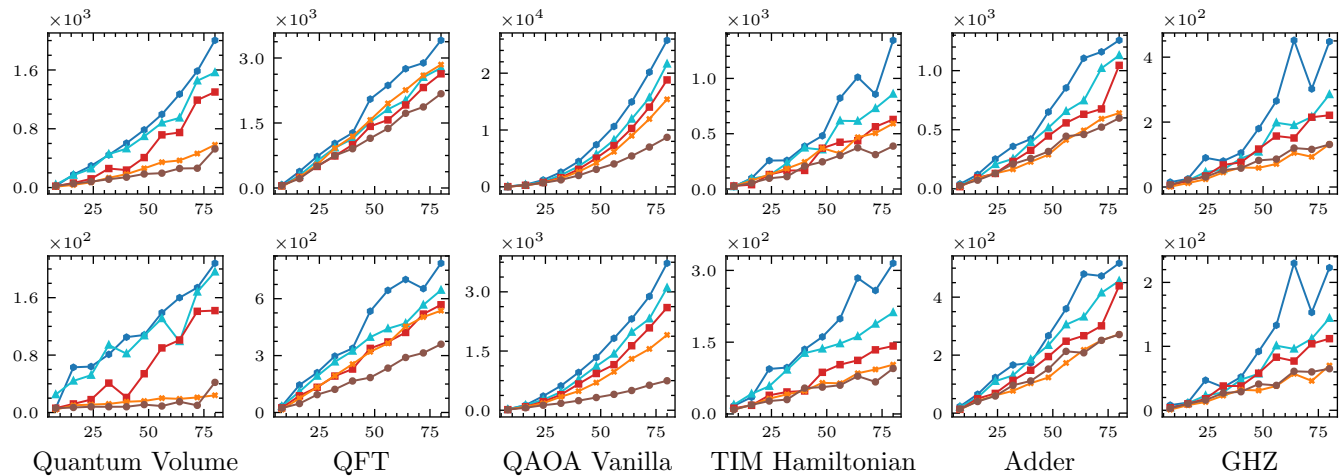 ×10³ ×10³ ×10⁴ ×10³ ×10³ ×10²
1.6 3.0 2 1.0 1.0 4
0.8 1.5 1 0.5 0.5 2
0.0 0.0 0 0.0 0.0 0
25 50 75 25 50 75 25 50 75 25 50 75 25 50 75 25 50 75
×10² ×10² ×10³ ×10² ×10² ×10²
1.6 6 3.0 3.0 4 2
0.8 3 1.5 1.5 2 1
0.0 0 0.0 0.0 0 0
25 50 75 25 50 75 25 50 75 25 50 75 25 50 75 25 50 75
Quantum Volume QFT QAOA Vanilla TIM Hamiltonian Adder GHZ